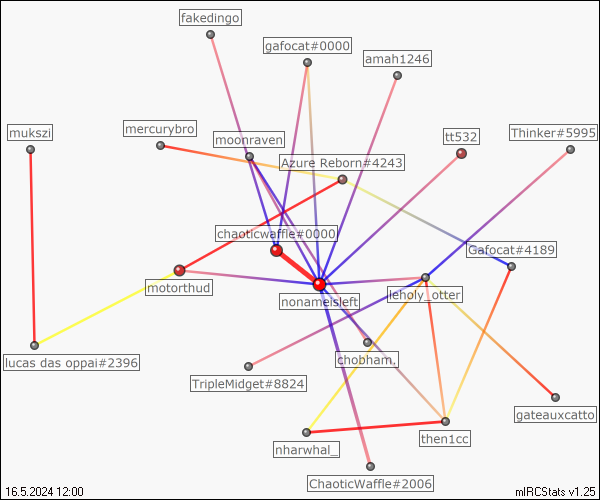 fakedingo
gafocat#0000
amah1246
mukszi
mercurybro
moonraven
tt532
Thinker#5995
Azure Reborn#4243
chaoticwaffle#0000
Gafocat#4189
motorthud
nonameisleft
leholy_otter
lucas das oppai#2396
chobham,
TripleMidget#8824
gateauxcatto
then1cc
nharwhal_
ChaoticWaffle#2006
16.5.2024 12:00
mIRCStats v1.25